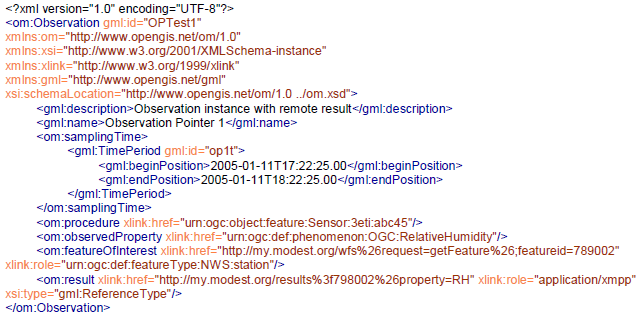 <?xml version="1.0" encoding="UTF-8"?>
<om:Observation gml:id="OPTest1"
xmlns:om="http://www.opengis.net/om/1.0"
xmlns:xsi="http://www.w3.org/2001/XMLSchema-instance"
xmlns:xlink="http://www.w3.org/1999/xlink"
xmlns:gml="http://www.opengis.net/gml"
xsi:schemaLocation="http://www.opengis.net/om/1.0 ../om.xsd">
<gml:description>Observation instance with remote result</gml:description>
<gml:name>Observation Pointer 1</gml:name>
<om:samplingTime>
<gml:TimePeriod gml:id="op1t">
<gml:beginPosition>2005-01-11T17:22:25.00</gml:beginPosition>
<gml:endPosition>2005-01-11T18:22:25.00</gml:endPosition>
</gml:TimePeriod>
</om:samplingTime>
<om:procedure xlink:href="urn:ogc:object:feature:Sensor:3eti:abc45"/>
<om:observedProperty xlink:href="urn:ogc:def:phenomenon:OGC:RelativeHumidity"/>
<om:featureOfInterest xlink:href="http://my.modest.org/wfs%26request=getFeature%26;featureid=789002"
xlink:role="urn:ogc:def:featureType:NWS:station"/>
<om:result xlink:href="http://my.modest.org/results%3f798002%26property=RH" xlink:role="application/xmpp"
xsi:type="gml:ReferenceType"/>
</om:Observation>